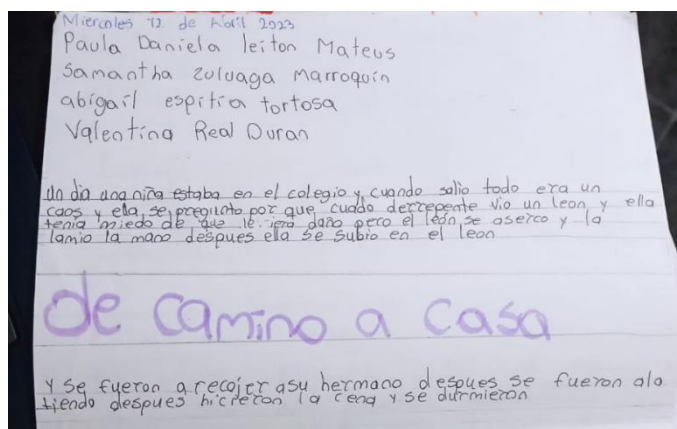 Miercoles 12 de Abril 2023
Paula Daniela leiton Mateus
Samantha zuluaga Marroquin
abigail espitia tortosa
Valentina Real Duran
Un dia una niña estaba en el colegio y cuando salio todo era un
caos y ella se pregunto por que cuado derrepente vio un leon y ella
tenia miedo de que le iera daño pero el león se aserco y la
lamio la mano despues ella se subio en el leon
de camino a casa
y se fueron a recojer asu hermano despues se fueron ala
tiendo despues hicieron la cena y se durmieron